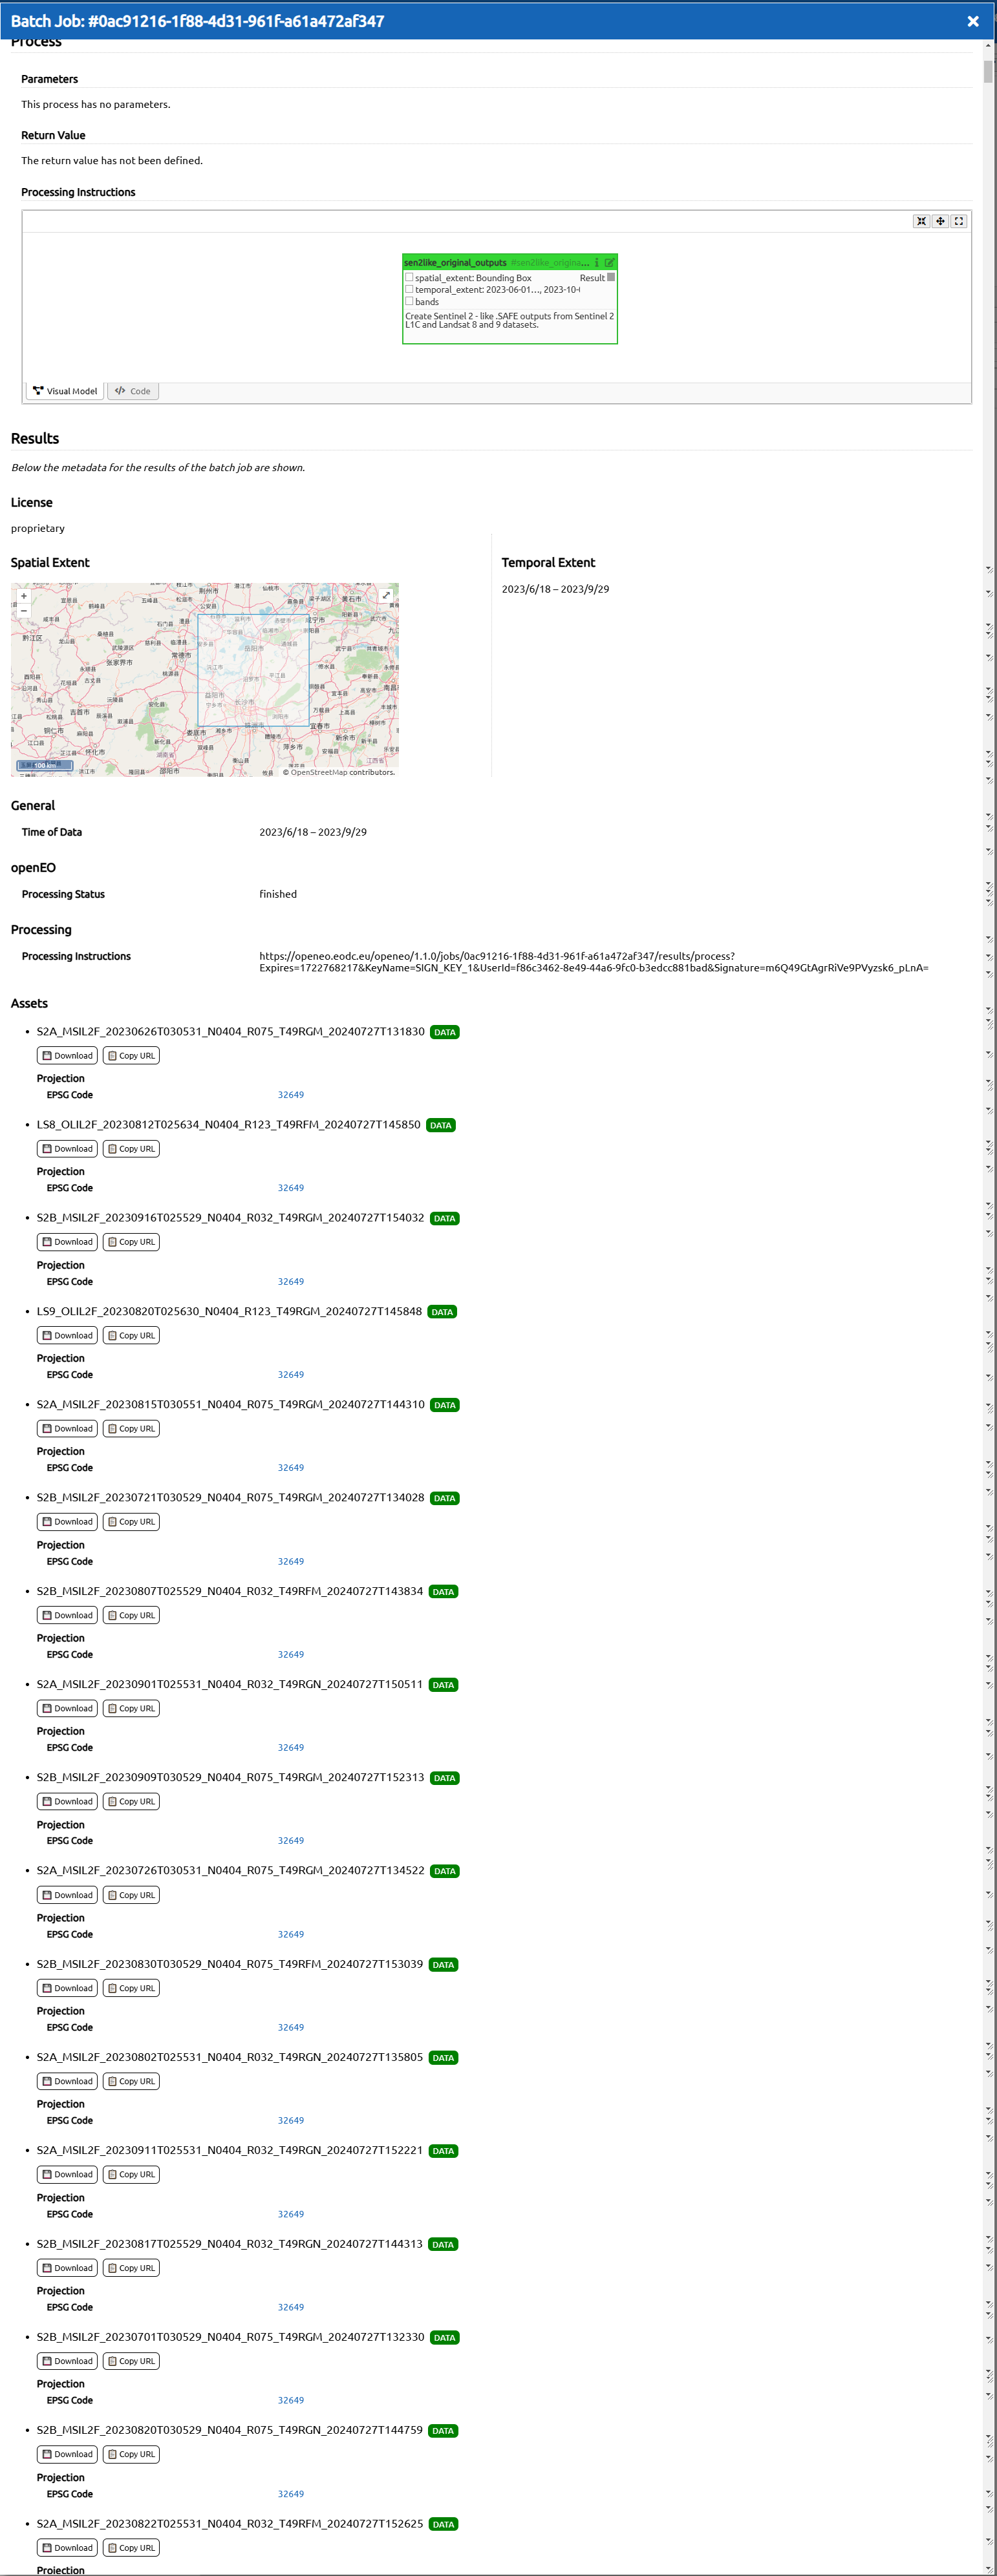 Batch Job: #0ac91216-1f88-4d31-961f-a61a472af347
Process
Parameters
This process has no parameters.
Return Value
The return value has not been defined.
Processing Instructions
sen2like_original_outputs #sen2like_origina...
spatial_extent: Bounding Box Result
temporal_extent: 2023-06-01..., 2023-10-
bands
Create Sentinel 2 - like .SAFE outputs from Sentinel 2
L1C and Landsat 8 and 9 datasets.
Visual Model Code
Results
Below the metadata for the results of the batch job are shown.
License
proprietary
Spatial Extent
100 km
© OpenStreetMap contributors.
Temporal Extent
2023/6/18 – 2023/9/29
General
Time of Data 2023/6/18 – 2023/9/29
openEO
Processing Status finished
Processing
Processing Instructions https://openeo.eodc.eu/openeo/1.1.0/jobs/0ac91216-1f88-4d31-961f-a61a472af347/results/process?
Expires=1722768217&KeyName=SIGN_KEY_1&UserId=f86c3462-8e49-44a6-9fc0-b3edcc881bad&Signature=m6Q49GtAgrRiVe9PVyzsk6_pLnA=
Assets
• S2A_MSIL2F_20230626T030531_N0404_R075_T49RGM_20240727T131830 DATA
Download Copy URL
Projection
EPSG Code 32649
• LS8_OLIL2F_20230812T025634_N0404_R123_T49RFM_20240727T145850 DATA
Download Copy URL
Projection
EPSG Code 32649
• S2B_MSIL2F_20230916T025529_N0404_R032_T49RGM_20240727T154032 DATA
Download Copy URL
Projection
EPSG Code 32649
• LS9_OLIL2F_20230820T025630_N0404_R123_T49RGM_20240727T145848 DATA
Download Copy URL
Projection
EPSG Code 32649
• S2A_MSIL2F_20230815T030551_N0404_R075_T49RGM_20240727T144310 DATA
Download Copy URL
Projection
EPSG Code 32649
• S2B_MSIL2F_20230721T030529_N0404_R075_T49RGM_20240727T134028 DATA
Download Copy URL
Projection
EPSG Code 32649
• S2B_MSIL2F_20230807T025529_N0404_R032_T49RFM_20240727T143834 DATA
Download Copy URL
Projection
EPSG Code 32649
• S2A_MSIL2F_20230901T025531_N0404_R032_T49RGN_20240727T150511 DATA
Download Copy URL
Projection
EPSG Code 32649
• S2B_MSIL2F_20230909T030529_N0404_R075_T49RGM_20240727T152313 DATA
Download Copy URL
Projection
EPSG Code 32649
• S2A_MSIL2F_20230726T030531_N0404_R075_T49RGM_20240727T134522 DATA
Download Copy URL
Projection
EPSG Code 32649
• S2B_MSIL2F_20230830T030529_N0404_R075_T49RFM_20240727T153039 DATA
Download Copy URL
Projection
EPSG Code 32649
• S2A_MSIL2F_20230802T025531_N0404_R032_T49RGN_20240727T135805 DATA
Download Copy URL
Projection
EPSG Code 32649
• S2A_MSIL2F_20230911T025531_N0404_R032_T49RGN_20240727T152221 DATA
Download Copy URL
Projection
EPSG Code 32649
• S2B_MSIL2F_20230817T025529_N0404_R032_T49RGN_20240727T144313 DATA
Download Copy URL
Projection
EPSG Code 32649
• S2B_MSIL2F_20230701T030529_N0404_R075_T49RGM_20240727T132330 DATA
Download Copy URL
Projection
EPSG Code 32649
• S2B_MSIL2F_20230820T030529_N0404_R075_T49RGN_20240727T144759 DATA
Download Copy URL
Projection
EPSG Code 32649
• S2A_MSIL2F_20230822T025531_N0404_R032_T49RFM_20240727T152625 DATA
Download Copy URL
Projection